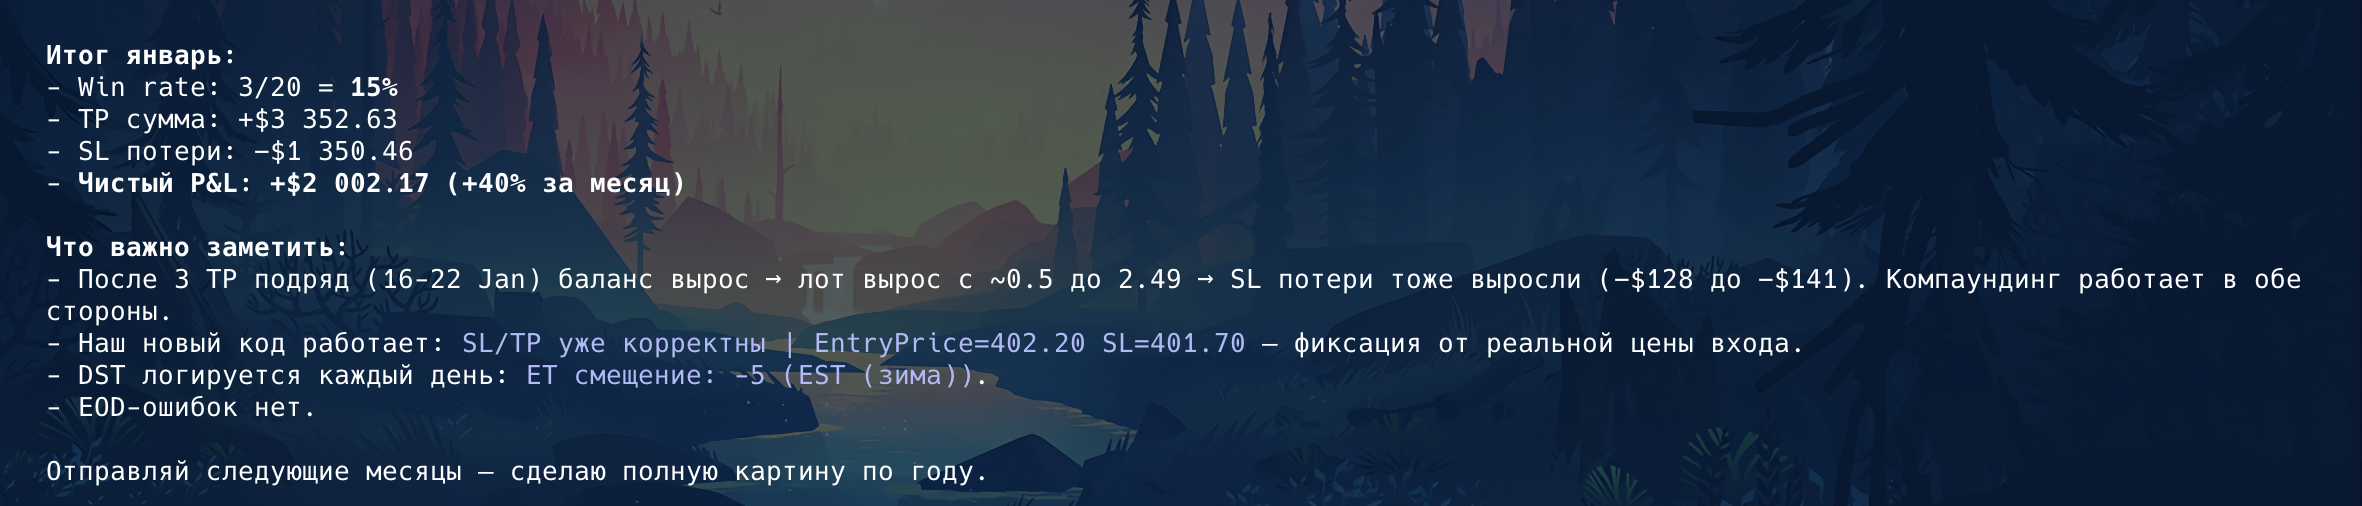 Итог январь:
- Win rate: 3/20 = 15%
- TP сумма: +$3 352.63
- SL потери: −$1 350.46
- Чистый P&L: +$2 002.17 (+40% за месяц)
Что важно заметить:
- После 3 TP подряд (16-22 Jan) баланс вырос → лот вырос с ~0.5 до 2.49 → SL потери тоже выросли (−$128 до −$141). Компаундинг работает в обе
стороны.
- Наш новый код работает: SL/TP уже корректны | EntryPrice=402.20 SL=401.70 — фиксация от реальной цены входа.
- DST логируется каждый день: ET смещение: -5 (EST (зима)).
- EOD-ошибок нет.
Отправляй следующие месяцы — сделаю полную картину по году.